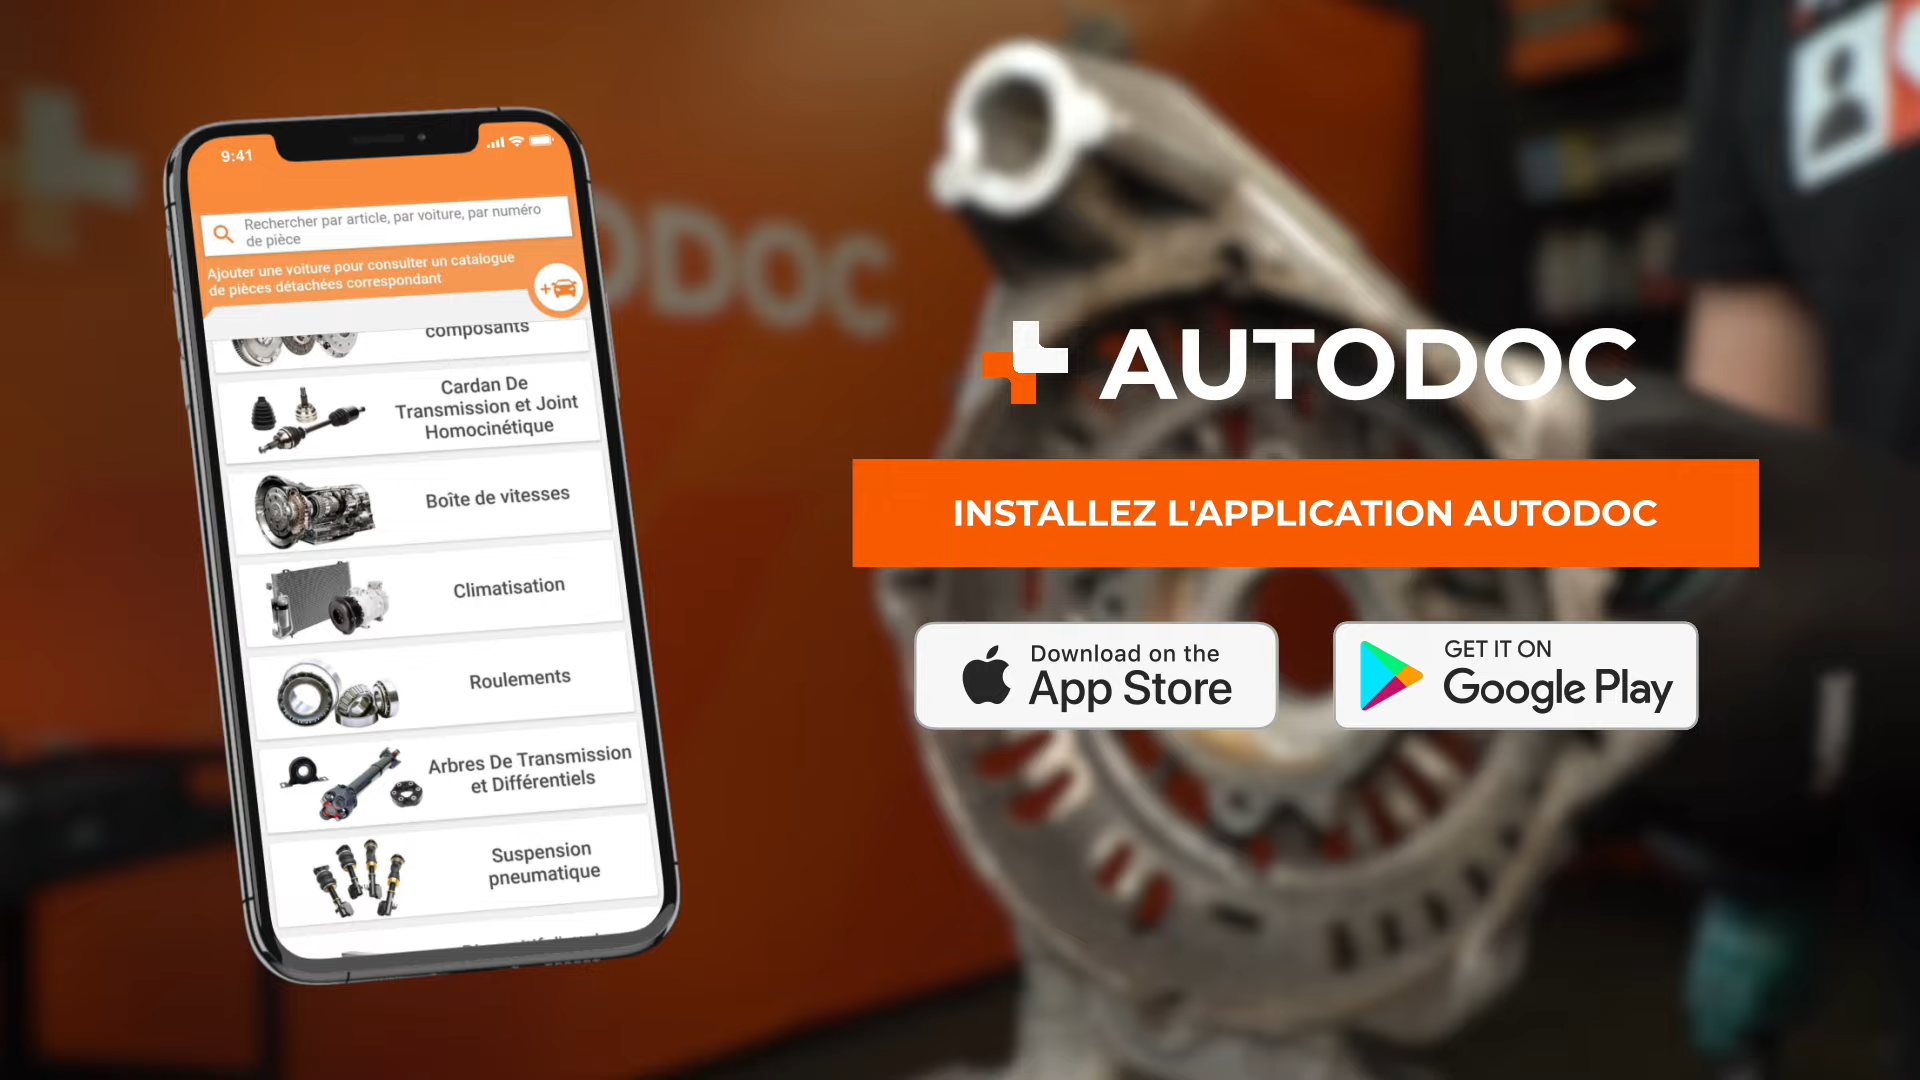 9:41
Rechercher par article, par voiture, par numéro
de pièce
Ajouter une voiture pour consulter un catalogue
de pièces détachées correspondant
composants
Cardan De
Transmission et Joint
Homocinétique
Boîte de vitesses
Climatisation
Roulements
Arbres De Transmission
et Différentiels
Suspension
pneumatique
ODOC
AUTODOC
INSTALLEZ L'APPLICATION AUTODOC
Download on the
App Store
GET IT ON
Google Play